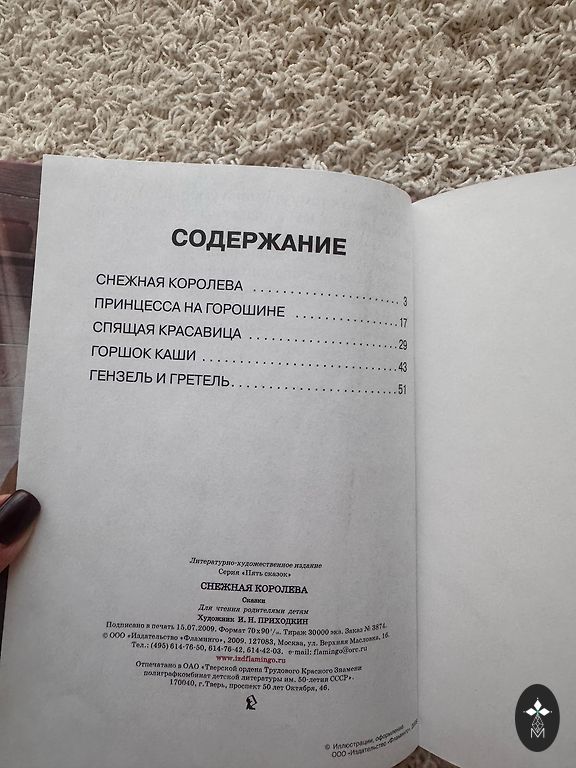 СОДЕРЖАНИЕ
СНЕЖНАЯ КОРОЛЕВА . . . . . . . . . . . . . . . . . . . 3
ПРИНЦЕССА НА ГОРОШИНЕ . . . . . . . . . . . . . . 17
СПЯЩАЯ КРАСАВИЦА . . . . . . . . . . . . . . . . . . . 29
ГОРШОК КАШИ . . . . . . . . . . . . . . . . . . . . . . . . 43
ГЕНЗЕЛЬ И ГРЕТЕЛЬ. . . . . . . . . . . . . . . . . . . . . 51
Литературно-художественное издание
Серия «Пять сказок»
СНЕЖНАЯ КОРОЛЕВА
Сказки
Для чтения родителями детям
Художник И. Н. ПРИХОДКИН
Подписано в печать 15.07.2009. Формат 70х90 1/16. Тираж 30000 экз. Заказ № 3874.
© ООО «Издательство «Фламинго», 2009. 127083, Москва, ул. Верхняя Масловка, 16.
Тел.: (495) 614-76-50, 614-76-42, 614-42-03. e-mail: flamingo@orc.ru
www.izdflamingo.ru
Отпечатано в ОАО «Тверской ордена Трудового Красного Знамени
полиграфкомбинат детской литературы им. 50-летия СССР».
170040, г. Тверь, проспект 50 лет Октября, 46.
© Иллюстрации, оформление.
ООО «Издательство «Фламинго»,
М